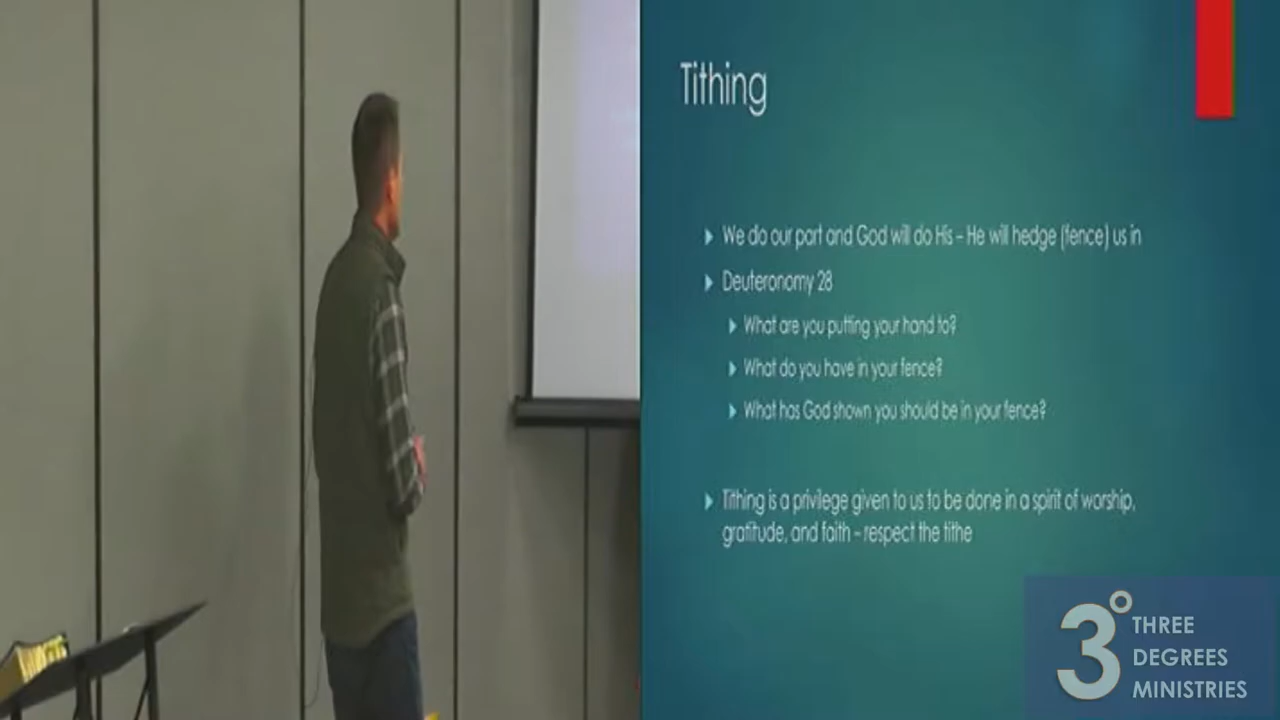 Tithing
We do our part and God will do His – He will hedge (fence) us in
Deuteronomy 28
What are you putting your hand to?
What do you have in your fence?
What has God shown you should be in your fence?
Tithing is a privilege given to us to be done in a spirit of worship,
gratitude, and faith – respect the tithe
3° THREE
DEGREES
MINISTRIES